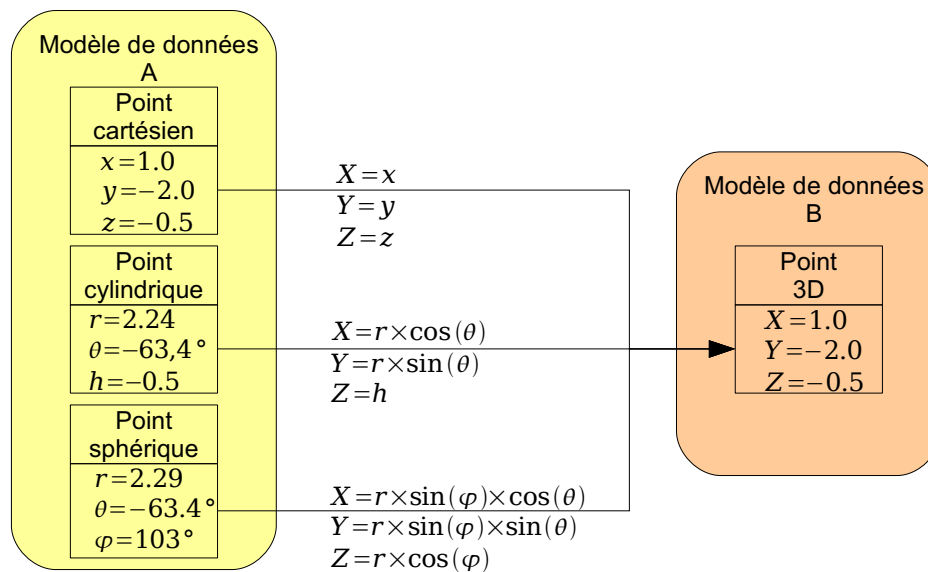 Modèle de données
A
Point
cartésien
x=1.0
y=−2.0
z=−0.5
Point
cylindrique
r=2.24
θ=−63,4°
h=−0.5
Point
sphérique
r=2.29
θ=−63.4°
φ=103°
X=x
Y=y
Z=z
X=r×cos(θ)
Y=r×sin(θ)
Z=h
X=r×sin(φ)×cos(θ)
Y=r×sin(φ)×sin(θ)
Z=r×cos(φ)
Modèle de données
B
Point
3D
X=1.0
Y=−2.0
Z=−0.5